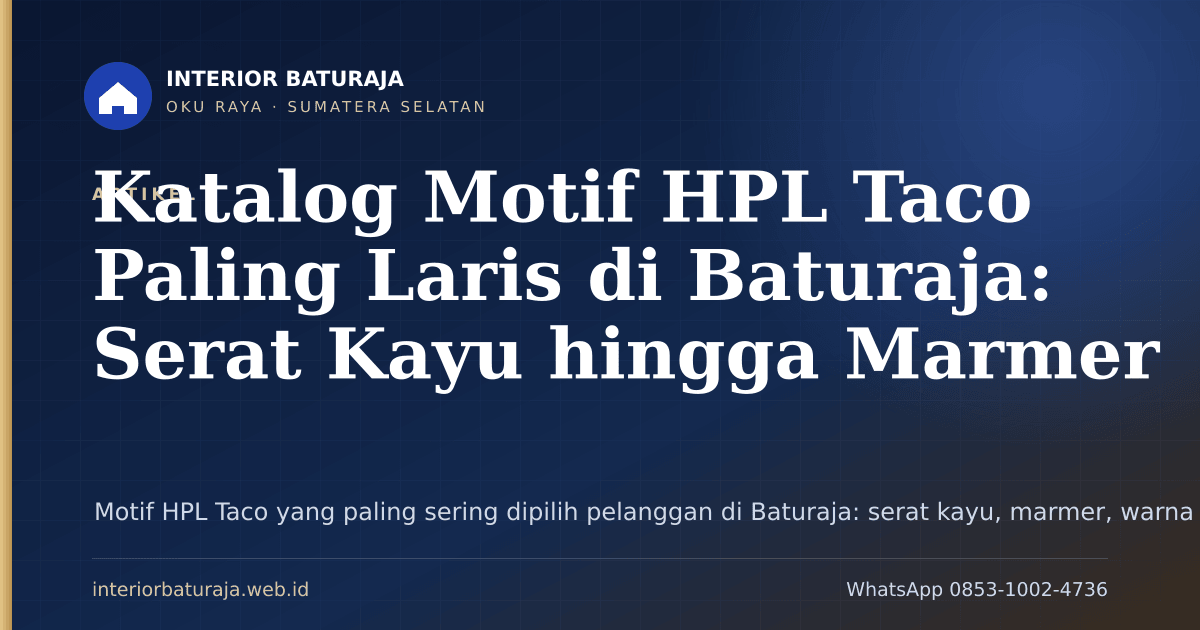 INTERIOR BATURAJA
OKU RAYA · SUMATERA SELATAN
ARTIKEL
Katalog Motif HPL Taco
Paling Laris di Baturaja:
Serat Kayu hingga Marmer
Motif HPL Taco yang paling sering dipilih pelanggan di Baturaja: serat kayu, marmer, warna
interiorbaturaja.web.id
WhatsApp 0853-1002-4736